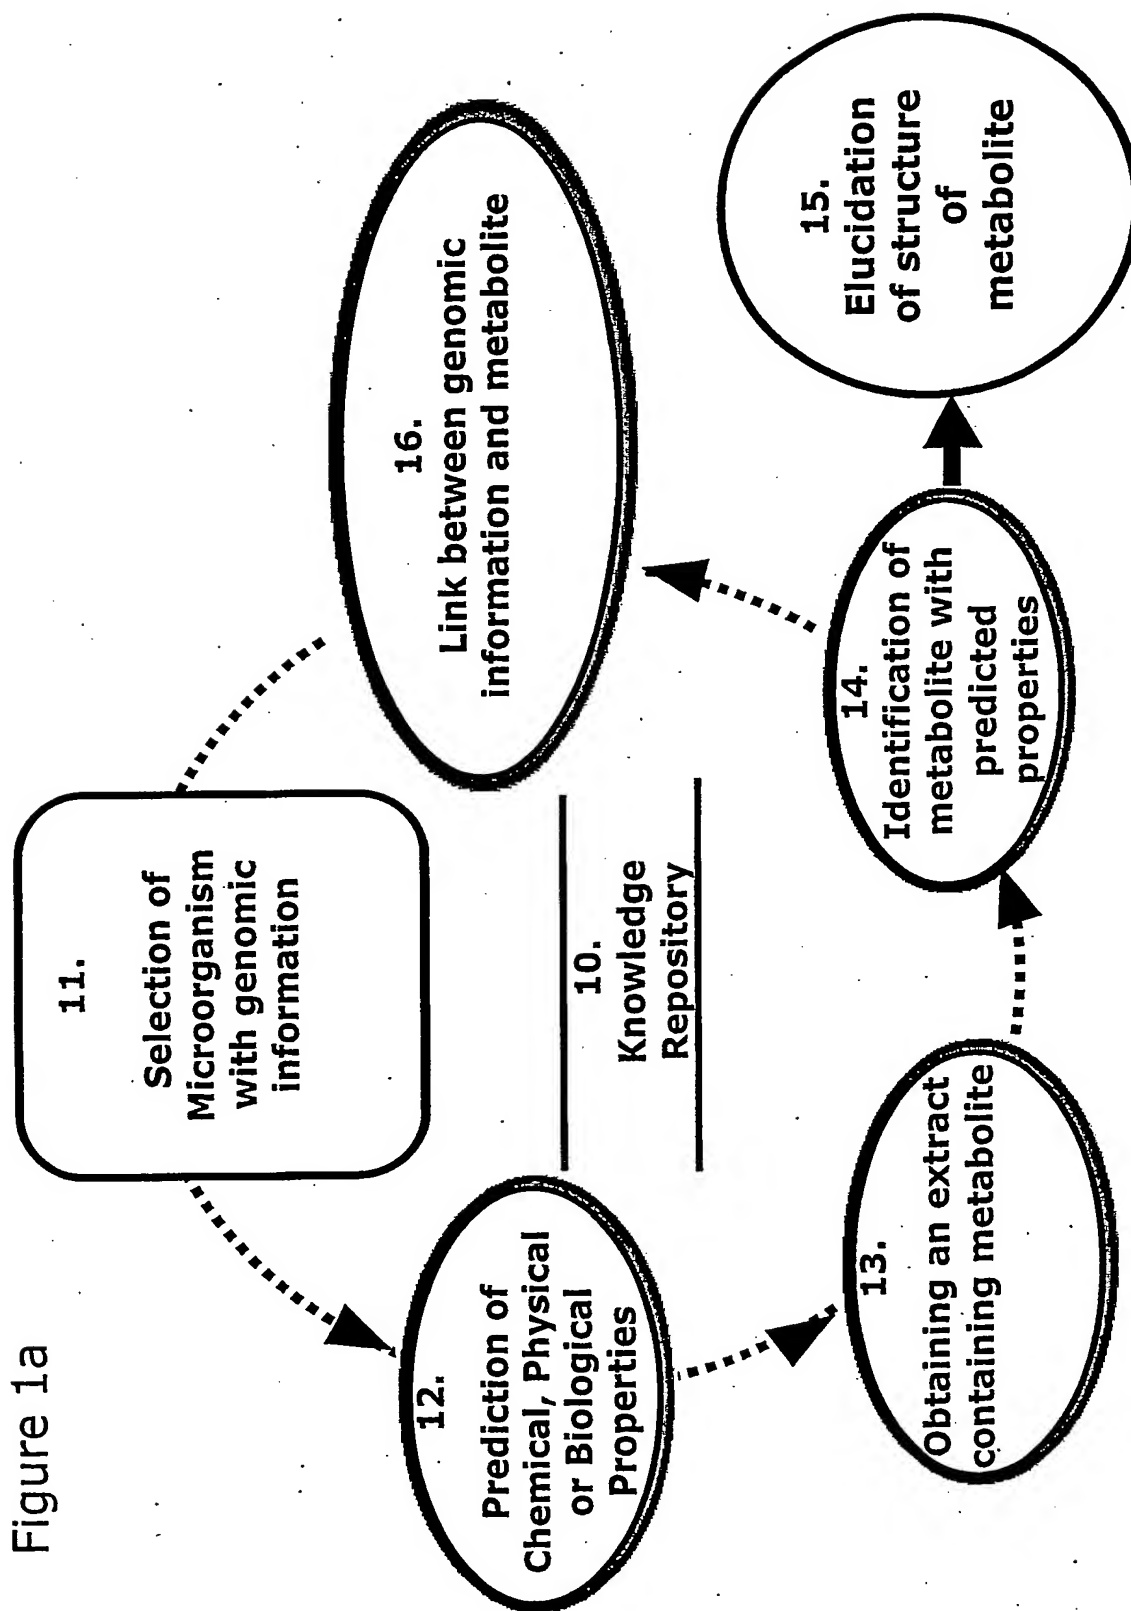 Figure 1a
11.
Selection of
Microorganism
with genomic
information
12.
Prediction of
Chemical, Physical
or Biological
Properties
10.
Knowledge
Repository
16.
Link between genomic
information and metabolite
13.
Obtaining an extract
containing metabolite
14.
Identification of
metabolite with
predicted
properties
15.
Elucidation
of structure
of
metabolite